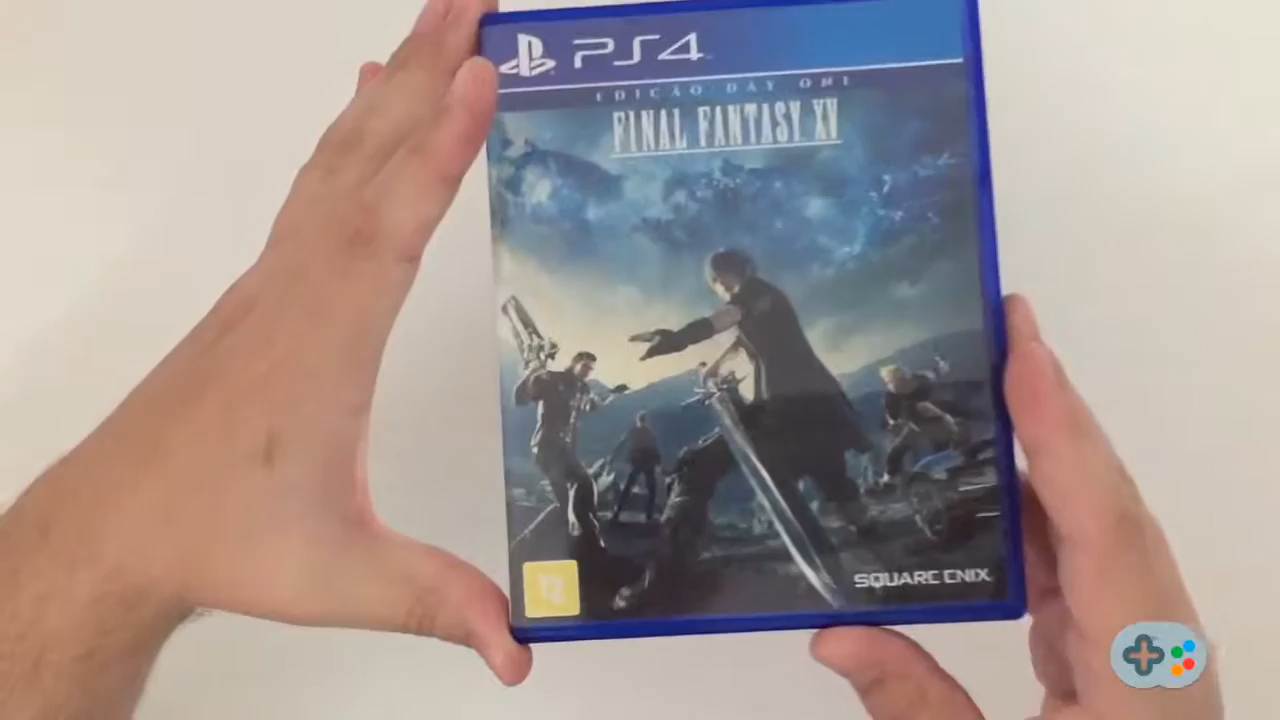 PS4
EDIÇÃO DAY ONE
FINAL FANTASY XV
12
SQUARE ENIX